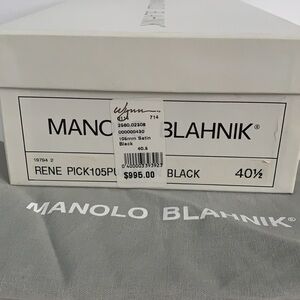 Wynn
714
2980.02308
000000430
105mm Satin
Black
40.5
$995.00
MANOLO BLAHNIK®
19794 2
RENE PICK105PU BLACK 40½
MANOLO BLAHNIK®